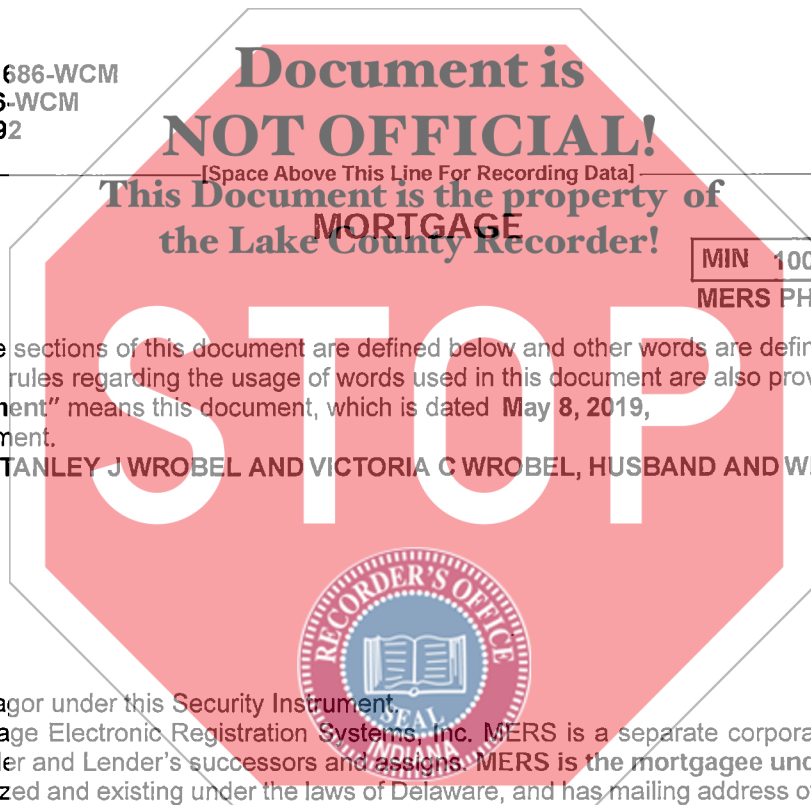 686-WCM
-WCM
Document is
NOT OFFICIAL!
[Space Above This Line For Recording Data]
This Document is the property of
MORTGAGE
the Lake County Recorder!
MIN 100
MERS PH
e sections of this document are defined below and other words are defin
rules regarding the usage of words used in this document are also prov
ment" means this document, which is dated May 8, 2019,
ment.
TANLEY J WROBEL AND VICTORIA C WROBEL, HUSBAND AND W
STOP
RECORDER'S OFFICE
SEAL
INDIANA
agor under this Security Instrument.
age Electronic Registration Systems, Inc. MERS is a separate corpora
er and Lender's successors and assigns. MERS is the mortgagee und
zed and existing under the laws of Delaware, and has mailing address o